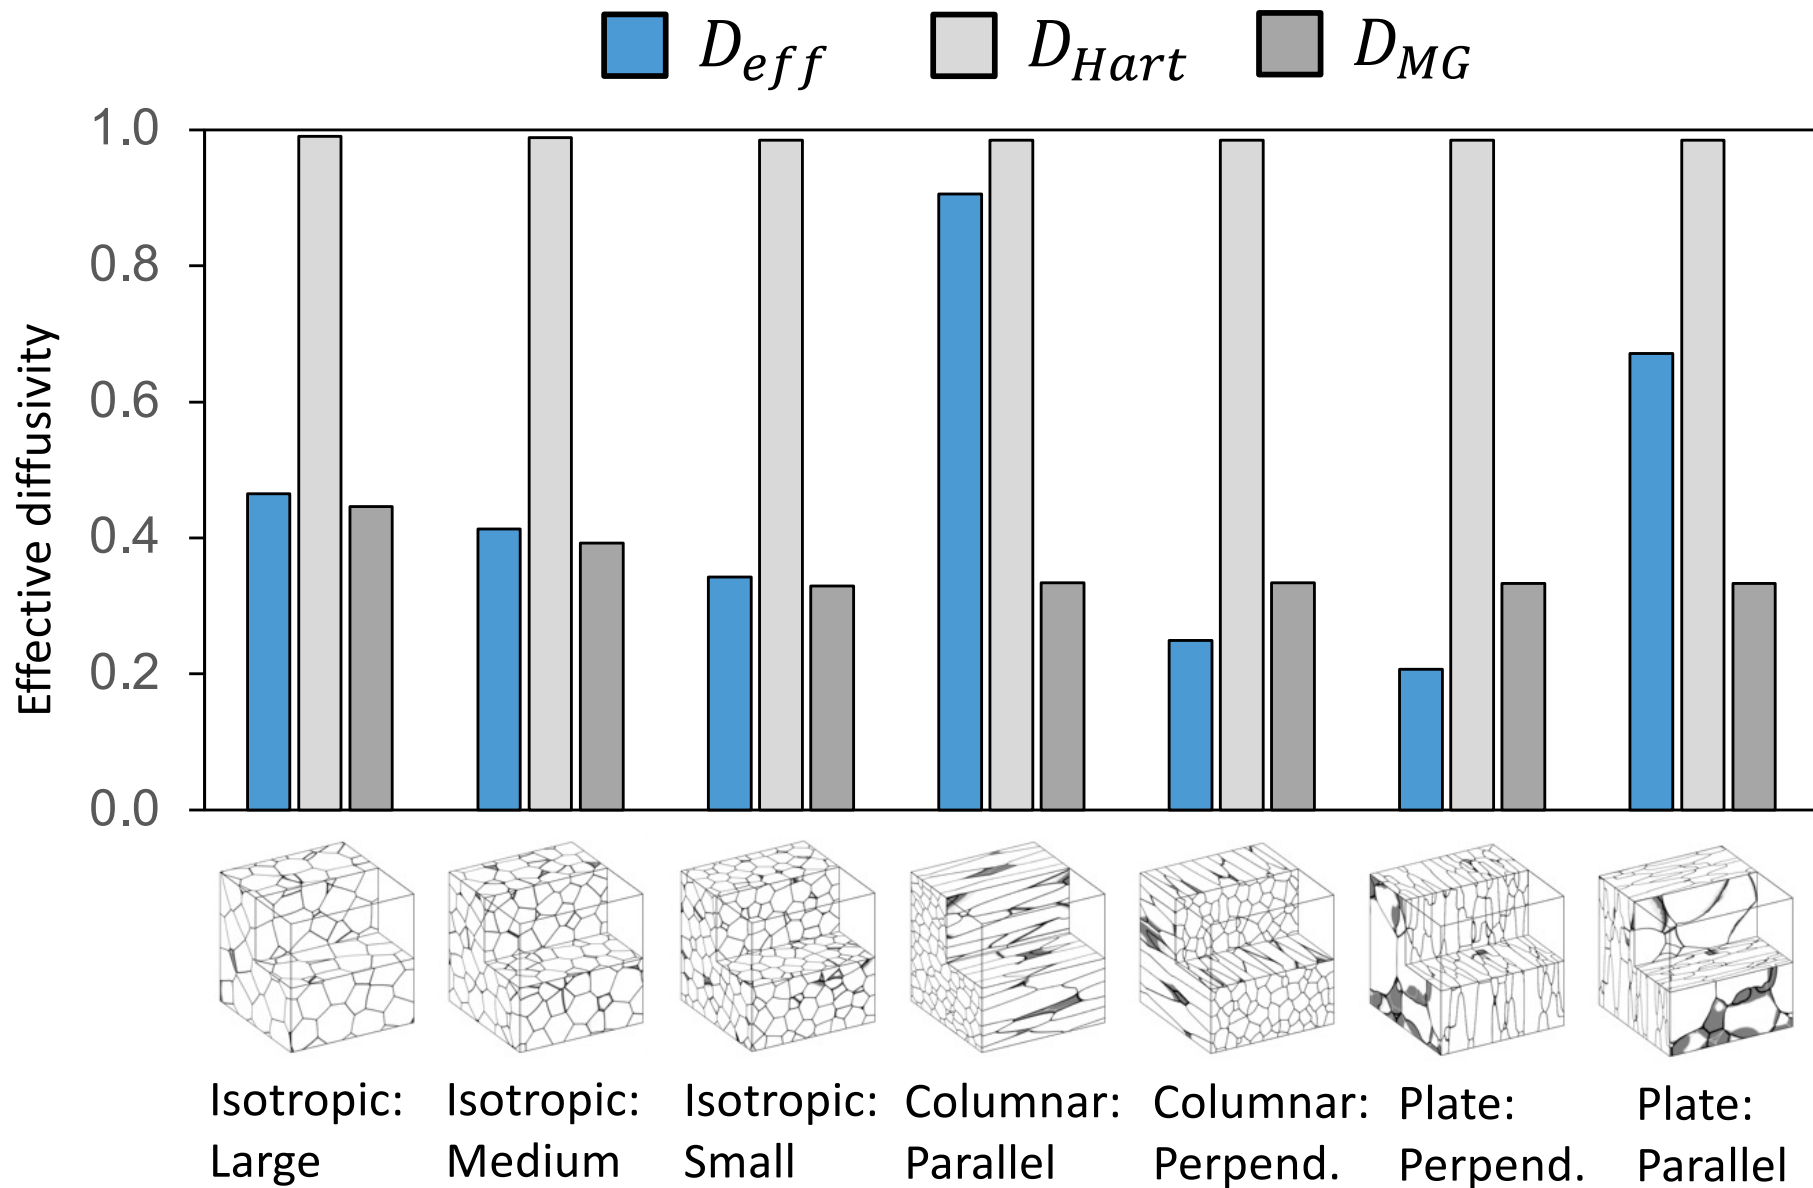 D_eff D_Hart D_MG
1.0
0.8
0.6
0.4
0.2
0.0
Effective diffusivity
Isotropic: Isotropic: Isotropic: Columnar: Columnar: Plate: Plate:
Large Medium Small Parallel Perpend. Perpend. Parallel